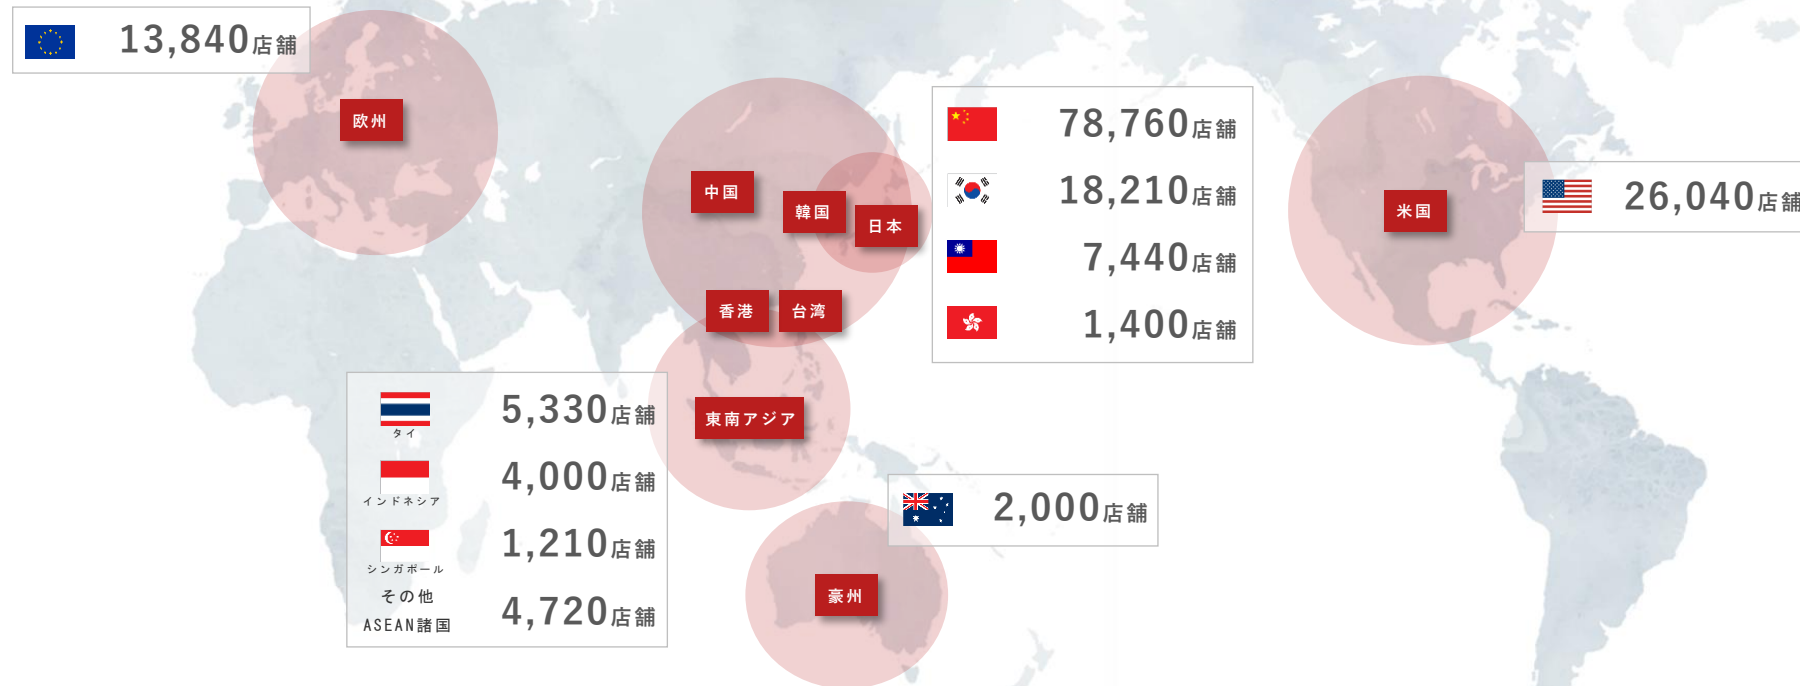 13,840店舗
欧州
中国
韓国
日本
香港
台湾
78,760店舗
18,210店舗
7,440店舗
1,400店舗
米国
26,040店舗
東南アジア
タイ
5,330店舗
インドネシア
4,000店舗
シンガポール
1,210店舗
その他
ASEAN諸国
4,720店舗
2,000店舗
豪州